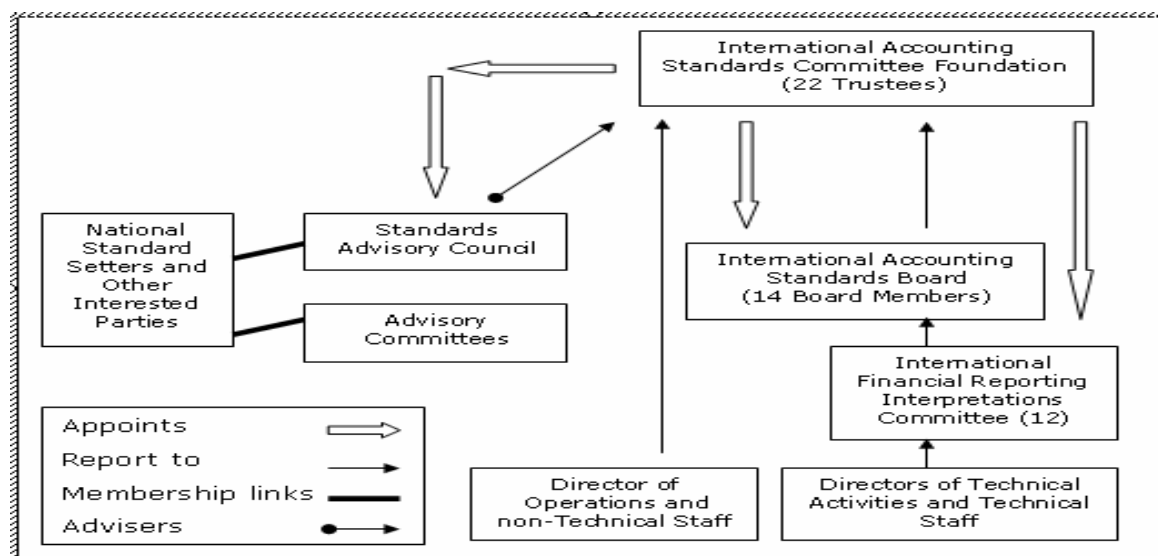 International Accounting
Standards Committee Foundation
(22 Trustees)
National
Standard
Setters and
Other
Interested
Parties
Standards
Advisory Council
Advisory
Committees
International Accounting
Standards Board
(14 Board Members)
International
Financial Reporting
Interpretations
Committee (12)
Appoints
Report to
Membership links
Advisers
Director of
Operations and
non-Technical Staff
Directors of Technical
Activities and Technical
Staff